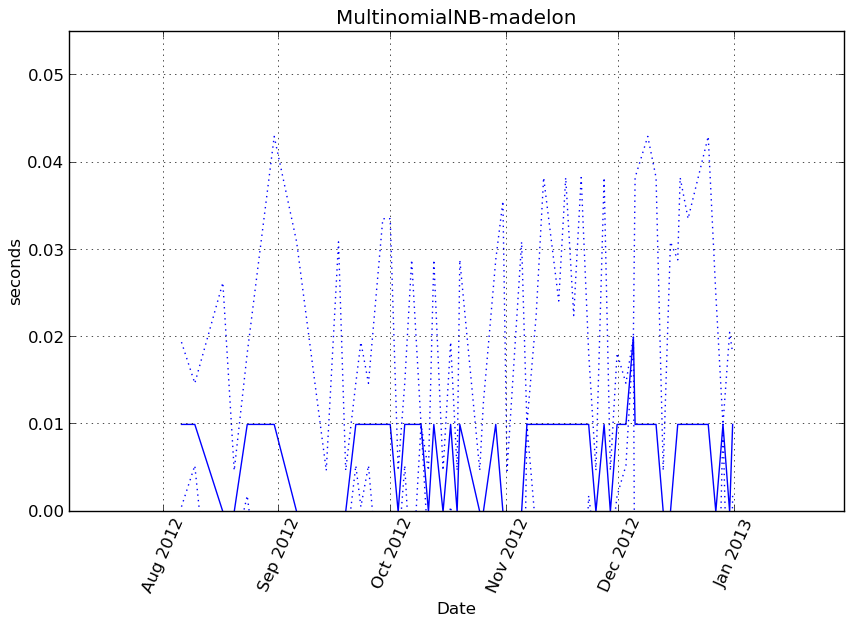 MultinomialNB-madelon
0.05
0.04
0.03
0.02
0.01
0.00
seconds
Aug 2012
Sep 2012
Oct 2012
Nov 2012
Dec 2012
Jan 2013
Date